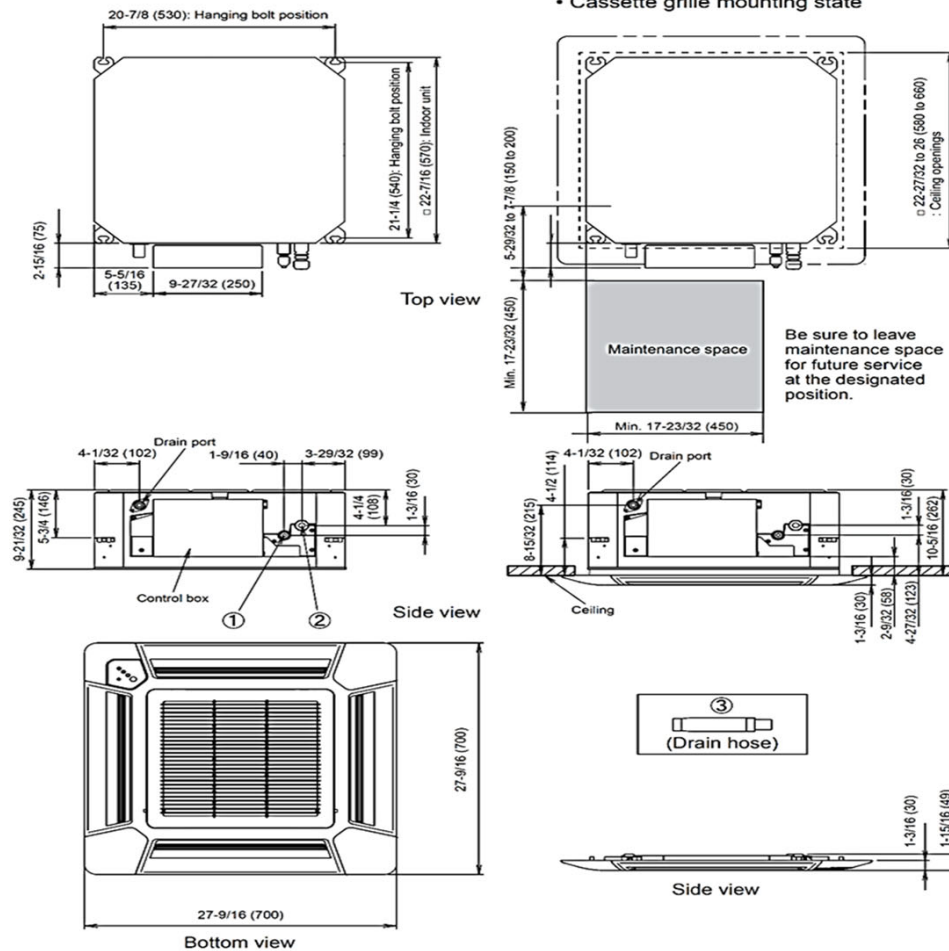 • Cassette grille mounting state
20-7/8 (530): Hanging bolt position
21-1/4 (540): Hanging bolt position
□ 22-7/16 (570): Indoor unit
2-15/16 (75)
5-5/16
(135)
9-27/32 (250)
Top view
5-29/32 to 7-7/8 (150 to 200)
□ 22-27/32 to 26 (580 to 660)
: Ceiling openings
Min. 17-23/32 (450)
Maintenance space
Be sure to leave
maintenance space
for future service
at the designated
position.
Min. 17-23/32 (450)
Drain port
4-1/32 (102)
1-9/16 (40)
3-29/32 (99)
9-21/32 (245)
5-3/4 (146)
4-1/4
(108)
1-3/16 (30)
Control box
①
②
Side view
4-1/32 (102)
Drain port
4-1/2 (114)
8-15/32 (215)
1-3/16 (30)
10-5/16 (262)
Ceiling
1-3/16 (30)
2-9/32 (58)
4-27/32 (123)
27-9/16 (700)
27-9/16 (700)
Bottom view
③
(Drain hose)
1-3/16 (30)
1-15/16 (49)
Side view